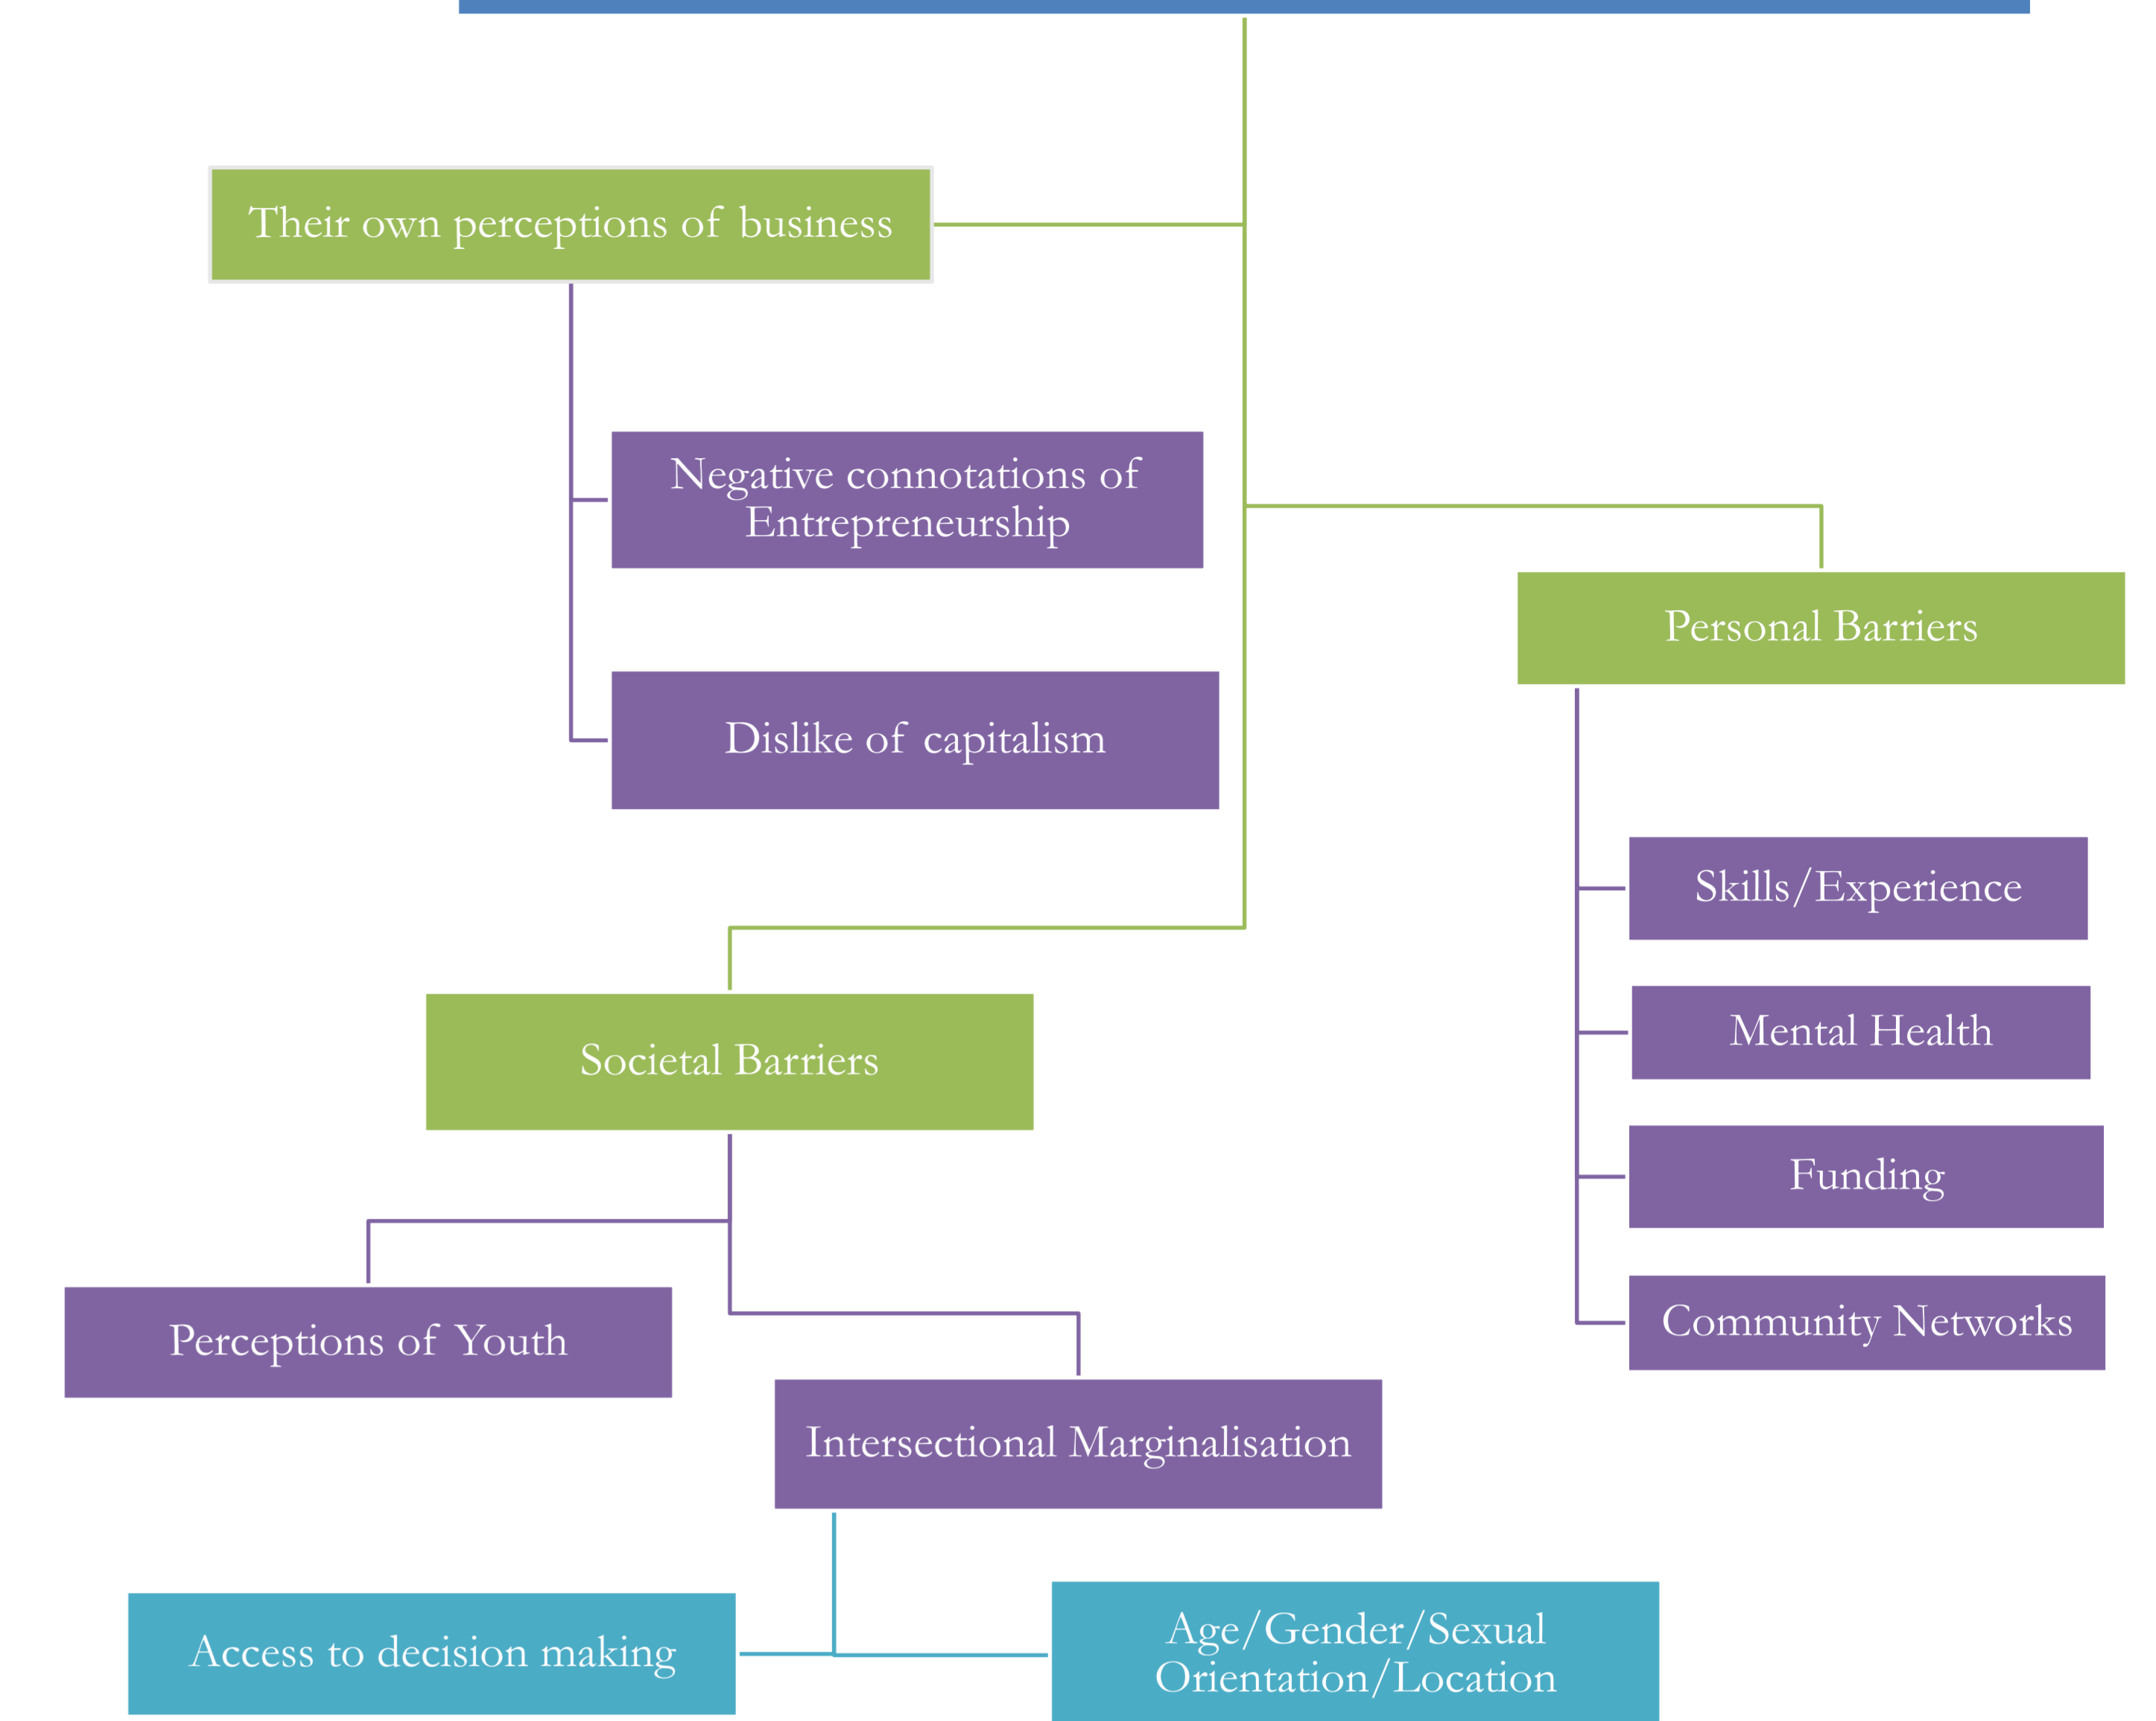 Their own perceptions of business
Negative connotations of
Entrepreneurship
Dislike of capitalism
Personal Barriers
Skills/Experience
Mental Health
Funding
Community Networks
Societal Barries
Perceptions of Youth
Intersectional Marginalisation
Access to decision making
Age/Gender/Sexual
Orientation/Location